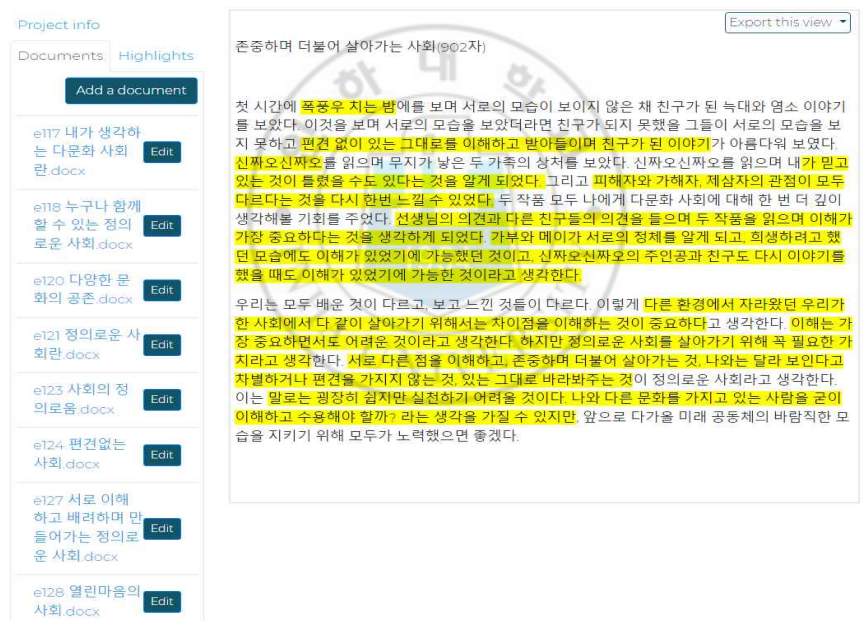 Project info
Documents
Highlights
Add a document
e117 내가 생각하
는 다문화 사회
란.docx
Edit
e118 누구나 함께
할 수 있는 정의
로운 사회.docx
Edit
e120 다양한 문
화의 공존.docx
Edit
e121 정의로운 사
회란.docx
Edit
e123 사회의 정
의로움.docx
Edit
e124 편견없는
사회.docx
Edit
e127 서로 이해
하고 배려하며 만
들어가는 정의로
운 사회.docx
Edit
e128 열린마음의
사회.docx
Edit
Export this view
존중하며 더불어 살아가는 사회(902자)
첫 시간에 폭풍우 치는 밤에를 보며 서로의 모습이 보이지 않은 채 친구가 된 늑대와 염소 이야기
를 보았다. 이것을 보며 서로의 모습을 보았더라면 친구가 되지 못했을 그들이 서로의 모습을 보
지 못하고 편견 없이 있는 그대로를 이해하고 받아들이며 친구가 된 이야기가 아름다워 보였다.
신짜오신짜오를 읽으며 무지가 낳은 두 가족의 상처를 보았다. 신짜오신짜오를 읽으며 내가 믿고
있는 것이 틀렸을 수도 있다는 것을 알게 되었다. 그리고 피해자와 가해자, 제삼자의 관점이 모두
다르다는 것을 다시 한번 느낄 수 있었다. 두 작품 모두 나에게 다문화 사회에 대해 한 번 더 깊이
생각해볼 기회를 주었다. 선생님의 의견과 다른 친구들의 의견을 들으며 두 작품을 읽으며 이해가
가장 중요하다는 것을 생각하게 되었다. 가부와 메이가 서로의 정체를 알게 되고, 희생하려고 했
던 모습에도 이해가 있었기에 가능했던 것이고, 신짜오신짜오의 주인공과 친구도 다시 이야기를
했을 때도 이해가 있었기에 가능한 것이라고 생각한다.
우리는 모두 배운 것이 다르고, 보고 느낀 것들이 다르다. 이렇게 다른 환경에서 자라왔던 우리가
한 사회에서 다 같이 살아가기 위해서는 차이점을 이해하는 것이 중요하다고 생각한다. 이해는 가
장 중요하면서도 어려운 것이라고 생각한다. 하지만 정의로운 사회를 살아가기 위해 꼭 필요한 가
치라고 생각한다. 서로 다른 점을 이해하고, 존중하며 더불어 살아가는 것, 나와는 달라 보인다고
차별하거나 편견을 가지지 않는 것, 있는 그대로 바라봐주는 것이 정의로운 사회라고 생각한다.
이는 말로는 굉장히 쉽지만 실천하기 어려울 것이다. 나와 다른 문화를 가지고 있는 사람을 굳이
이해하고 수용해야 할까? 라는 생각을 가질 수 있지만, 앞으로 다가올 미래 공동체의 바람직한 모
습을 지키기 위해 모두가 노력했으면 좋겠다.